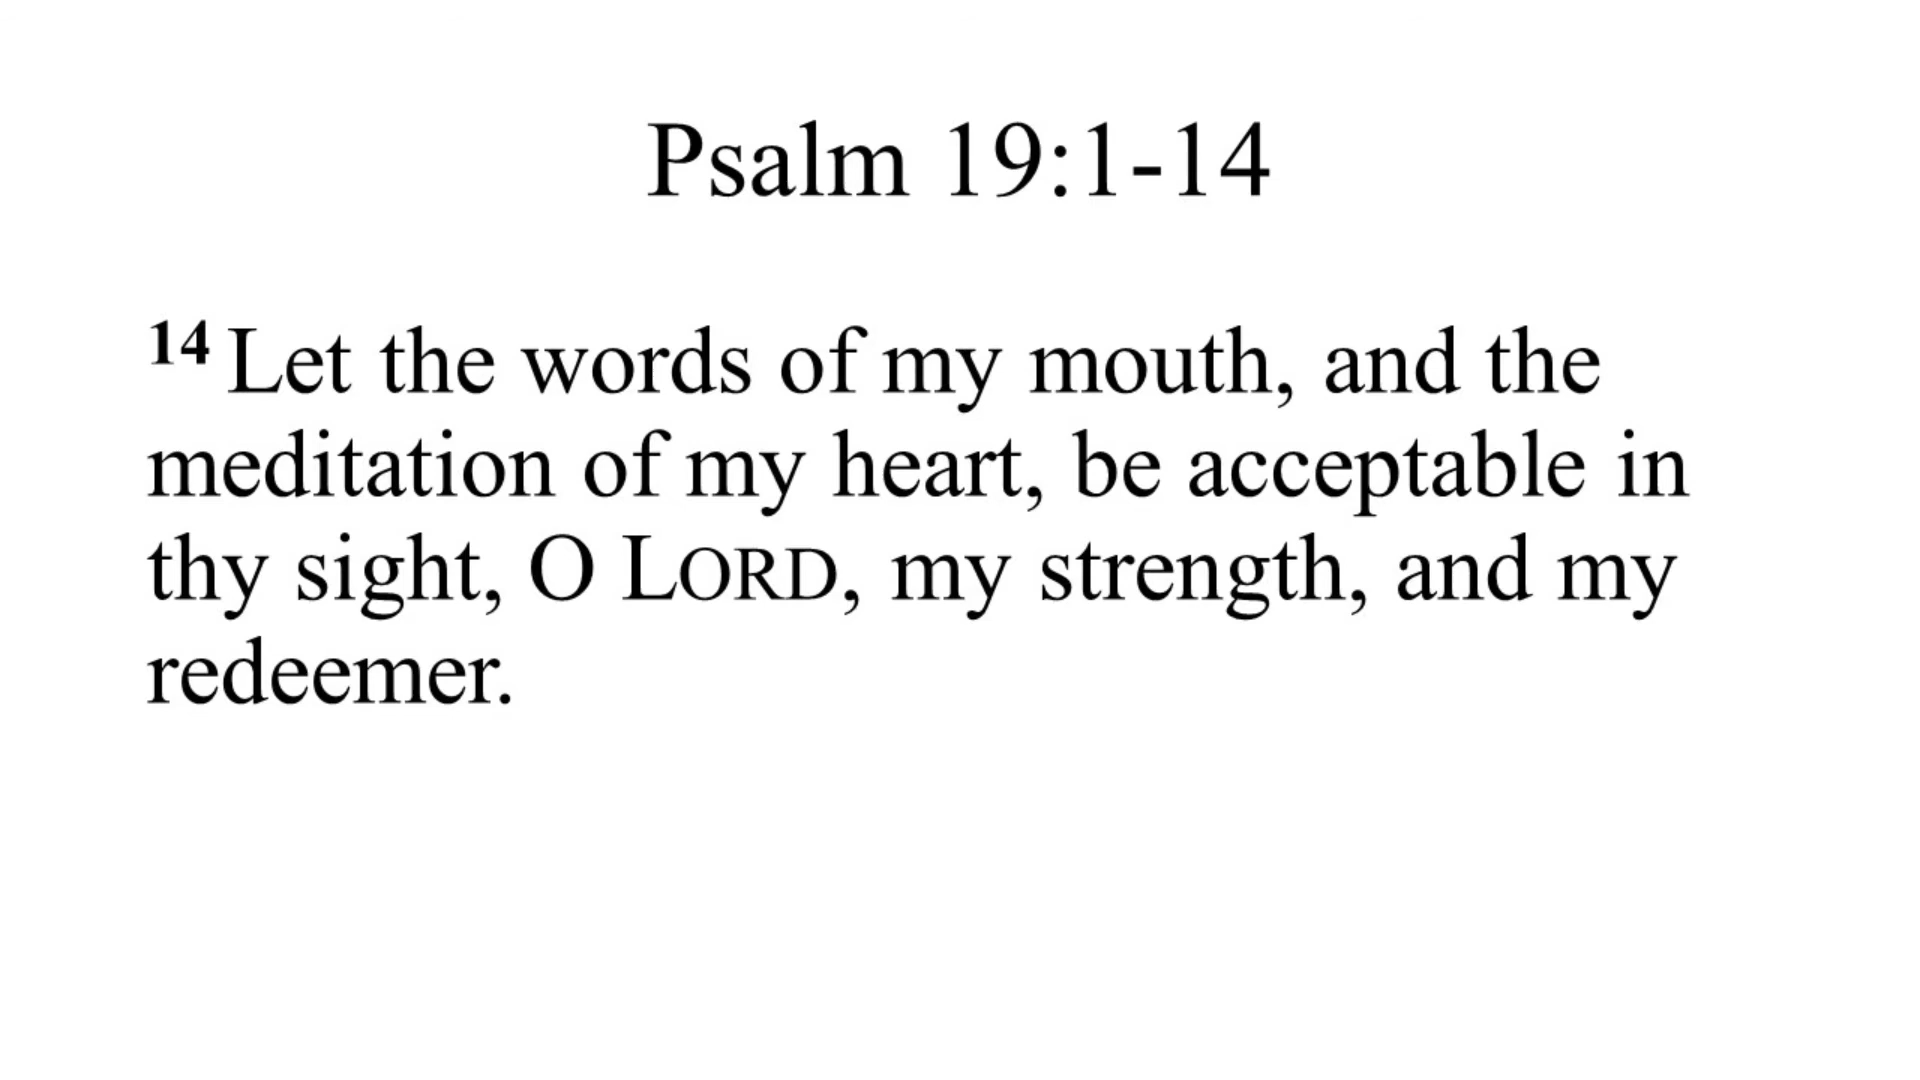 Psalm 19:1-14
14 Let the words of my mouth, and the
meditation of my heart, be acceptable in
thy sight, O LORD, my strength, and my
redeemer.